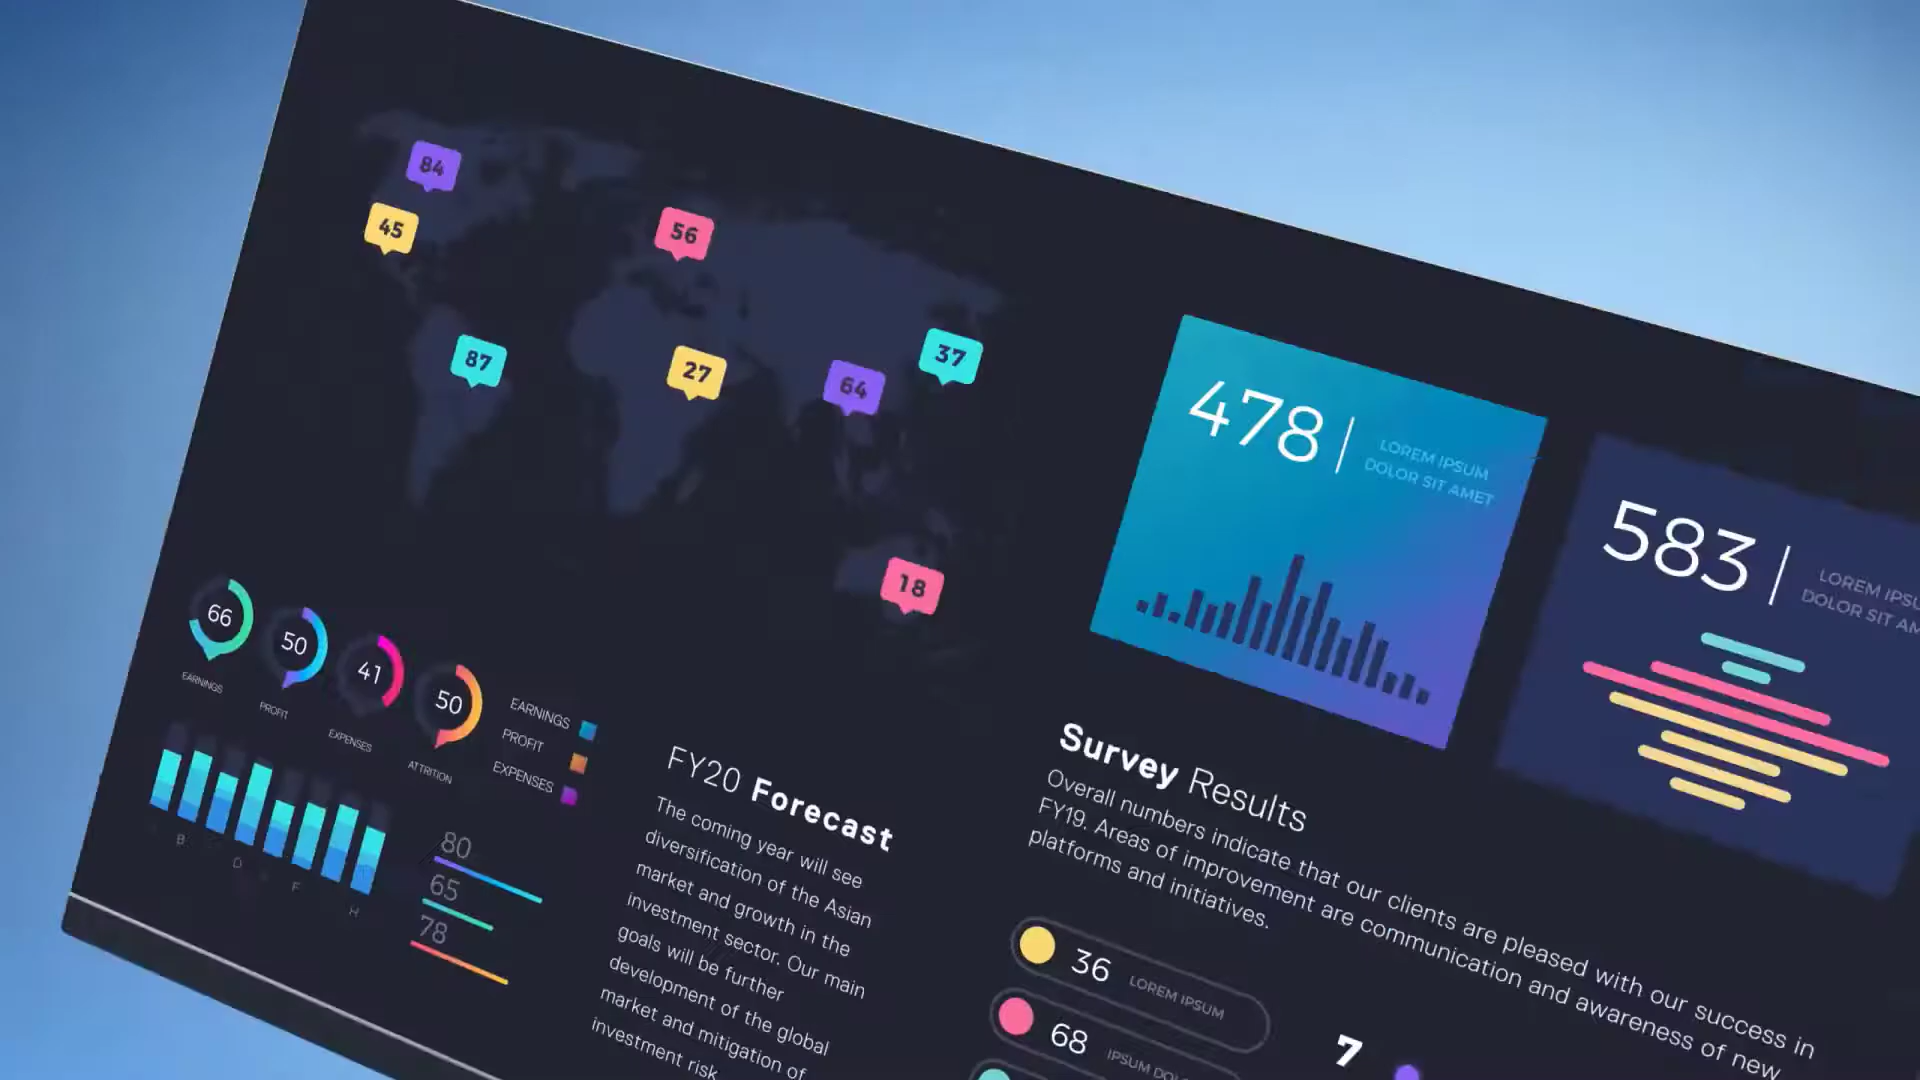 84
45
56
87
27
64
37
18
478
LOREM IPSUM
DOLOR SIT AMET
583
LOREM
DOLOR SIT
66
EARNINGS
50
PROFIT
41
EXPENSES
50
ATTRITION
EARNINGS
PROFIT
EXPENSES
B
D
F
H
80
65
78
FY20 Forecast
The coming year will see
diversification of the Asian
market and growth in the
investment sector. Our main
goals will be further
development of the global
market and mitigation of
investment risk
Survey Results
Overall numbers indicate that our clients are pleased with our success in
FY19. Areas of improvement are communication and awareness of new
platforms and initiatives.
36 LOREM IPSUM
68 IPSUM
7